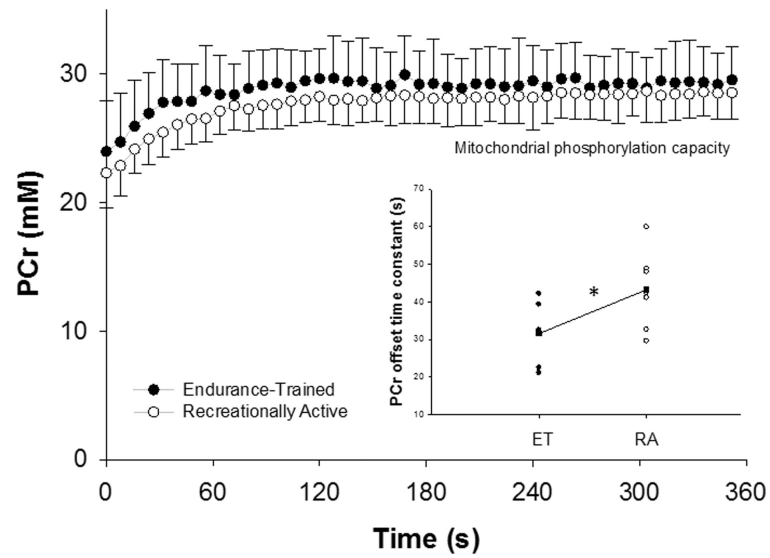 30
20
10
0
PCr (mM)
Mitochondrial phosphorylation capacity
70
60
50
40
30
20
10
PCr offset time constant (s)
*
ET RA
Endurance-Trained
Recreationally Active
0 60 120 180 240 300 360
Time (s)